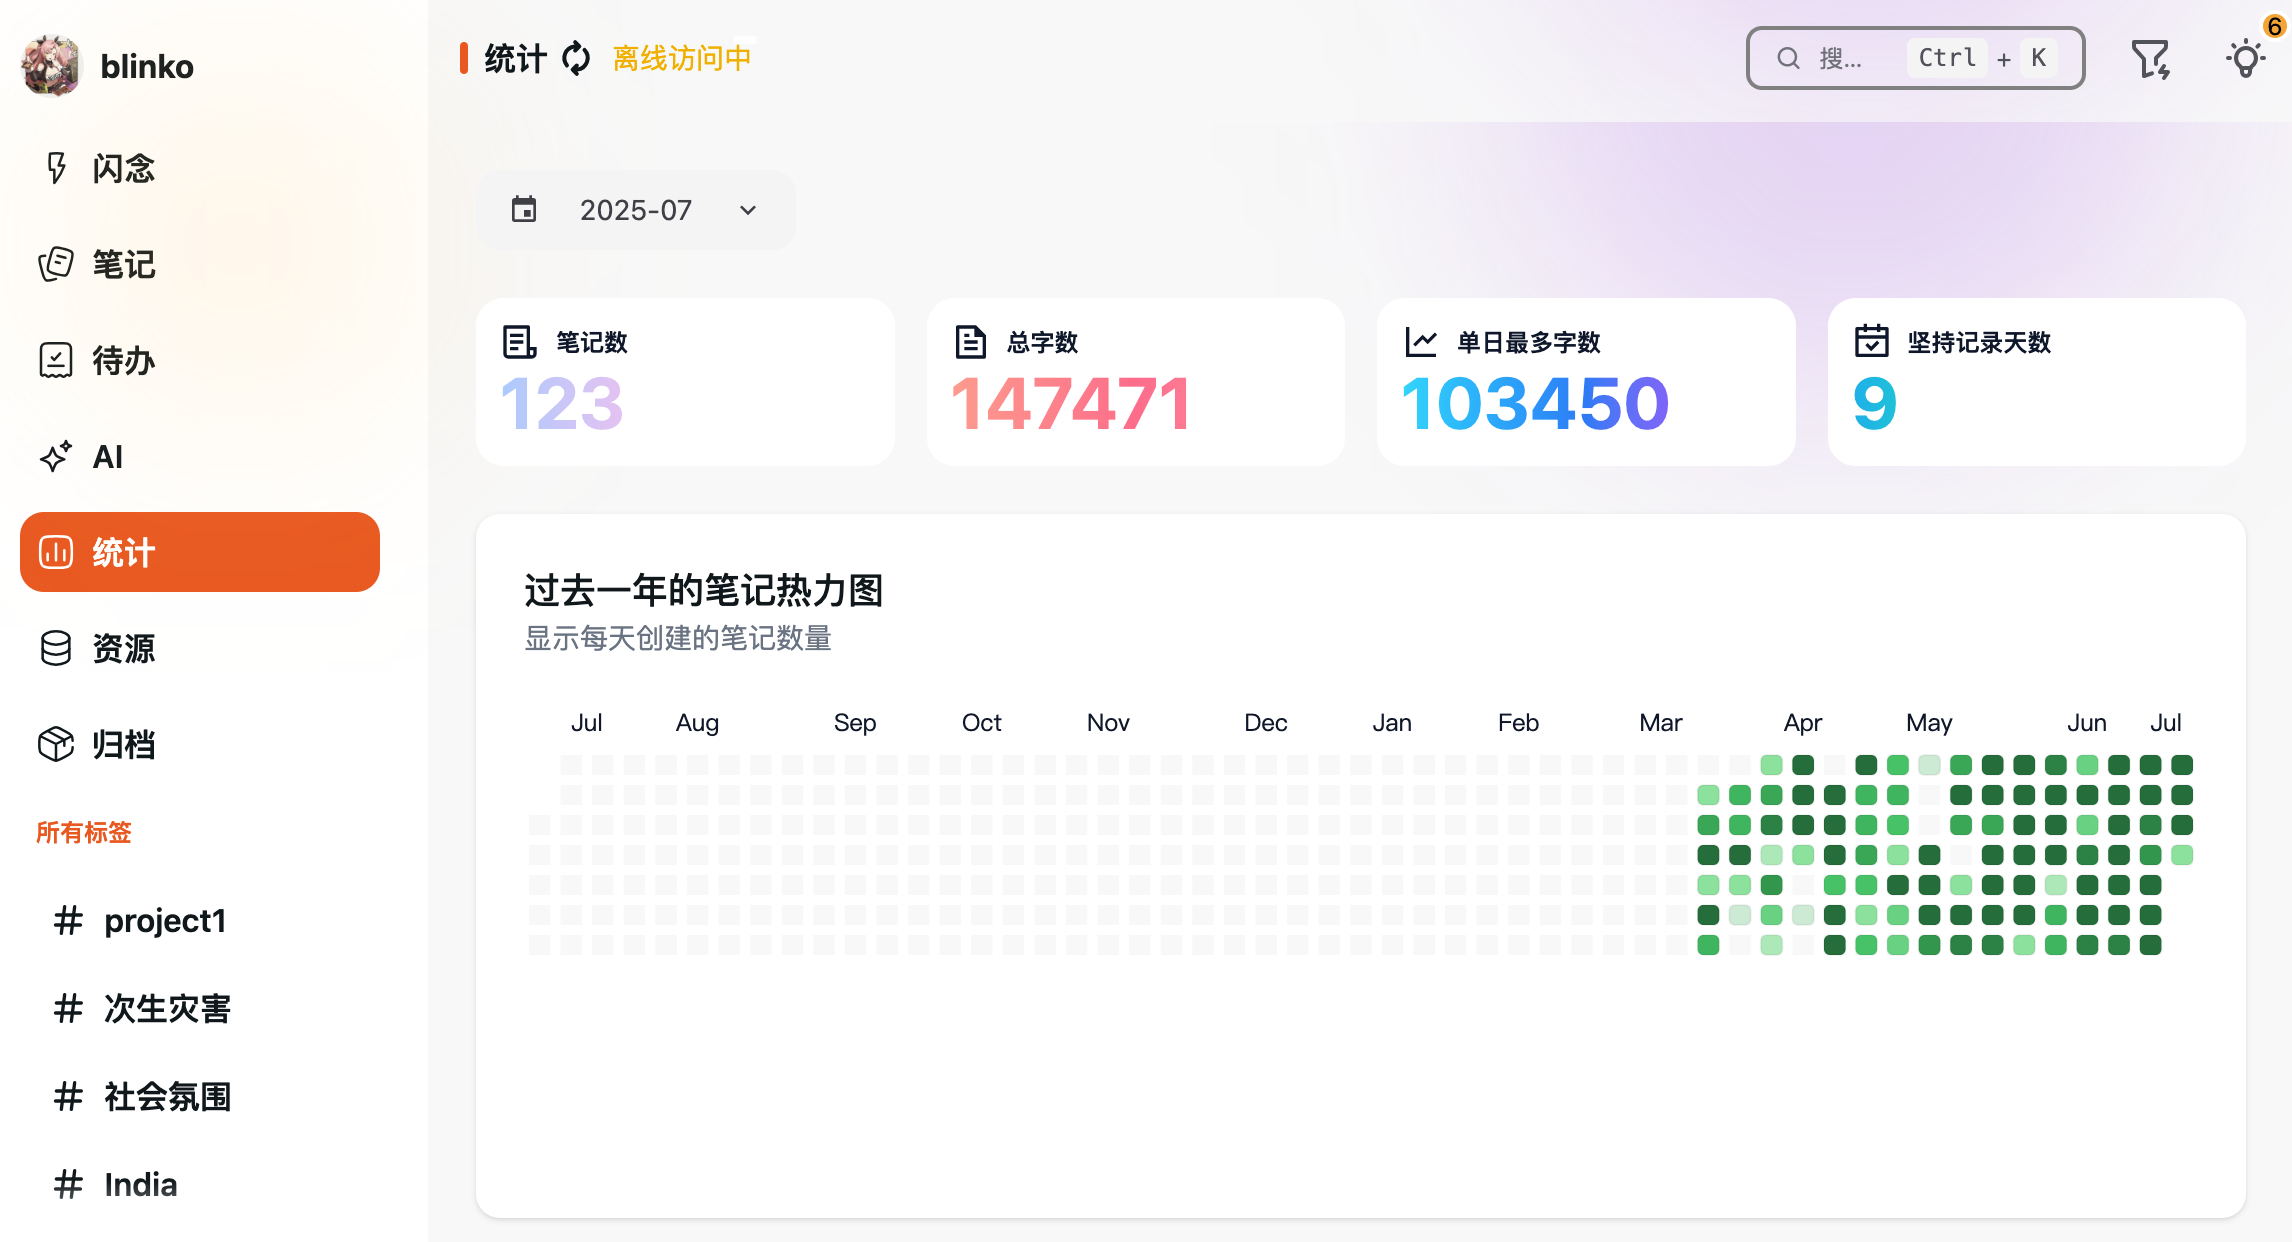 blinko
闪念
笔记
待办
AI
统计
资源
归档
所有标签
# project1
# 次生灾害
# 社会氛围
# India
统计 离线访问中
搜... Ctrl + K
6
2025-07
笔记数
123
总字数
147471
单日最多字数
103450
坚持记录天数
9
过去一年的笔记热力图
显示每天创建的笔记数量
Jul Aug Sep Oct Nov Dec Jan Feb Mar Apr May Jun Jul